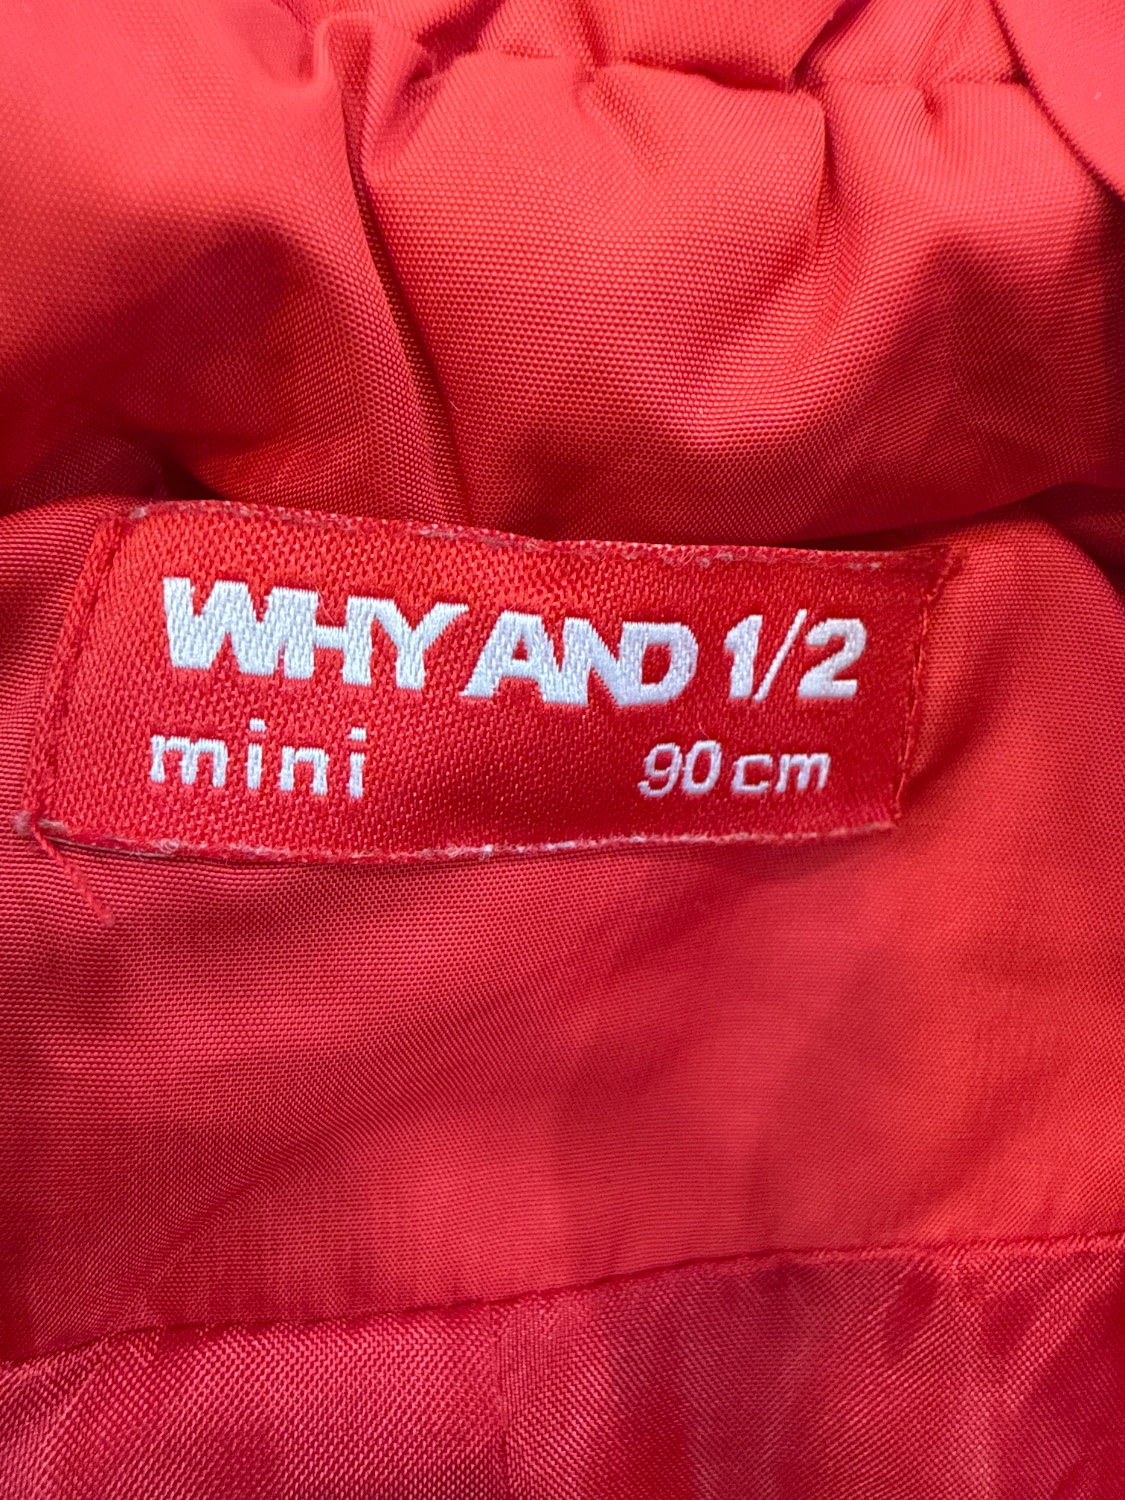 WHY AND 1/2
mini 90cm